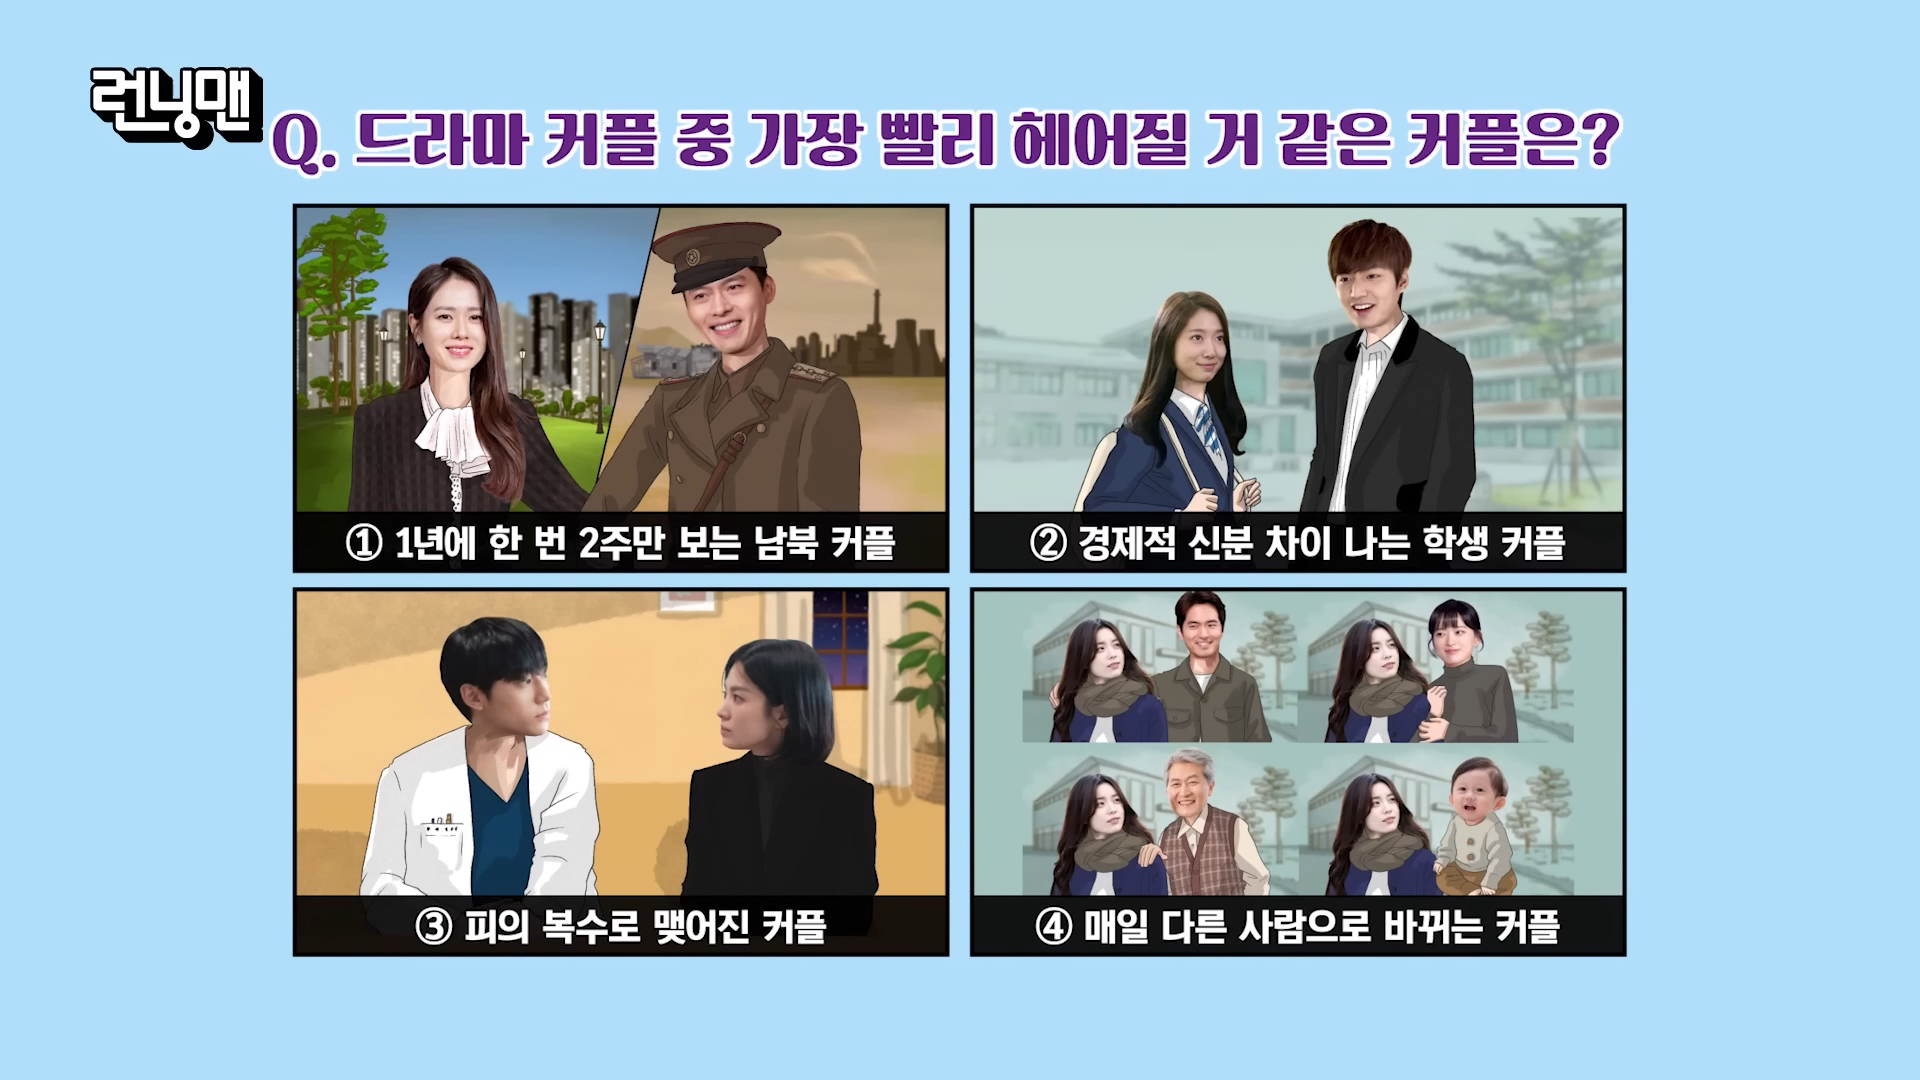 런닝맨
Q. 드라마 커플 중 가장 빨리 헤어질 거 같은 커플은?
① 1년에 한 번 2주만 보는 남북 커플
② 경제적 신분 차이 나는 학생 커플
③ 피의 복수로 맺어진 커플
④ 매일 다른 사람으로 바뀌는 커플